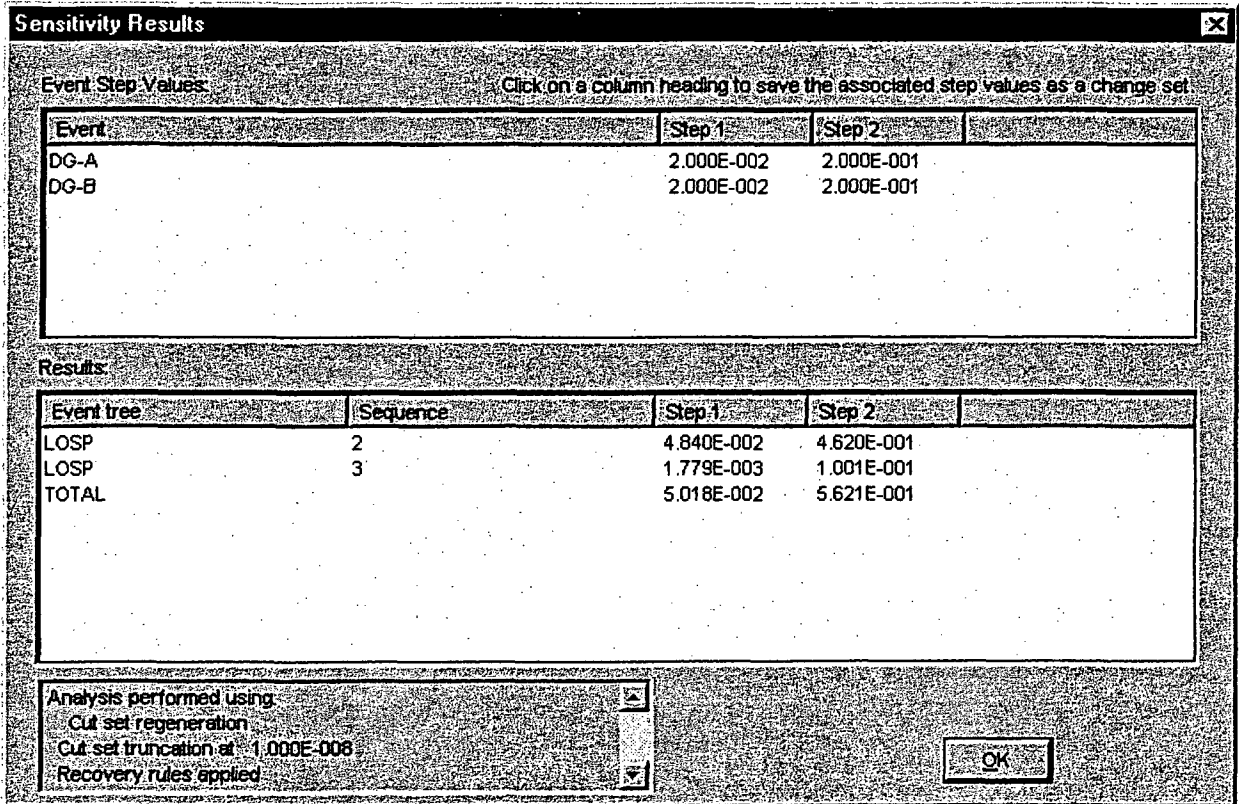 Sensitivity Results
Event Step Values: Click on a column heading to save the associated step values as a change set.
Event Step 1 Step 2
DG-A 2.000E-002 2.000E-001
DG-B 2.000E-002 2.000E-001
Results:
Event tree Sequence Step 1 Step 2
LOSP 2 4.840E-002 4.620E-001
LOSP 3 1.779E-003 1.001E-001
TOTAL 5.018E-002 5.621E-001
Analysis performed using:
Cut set regeneration
Cut set truncation at 1.000E-008
Recovery rules applied
OK